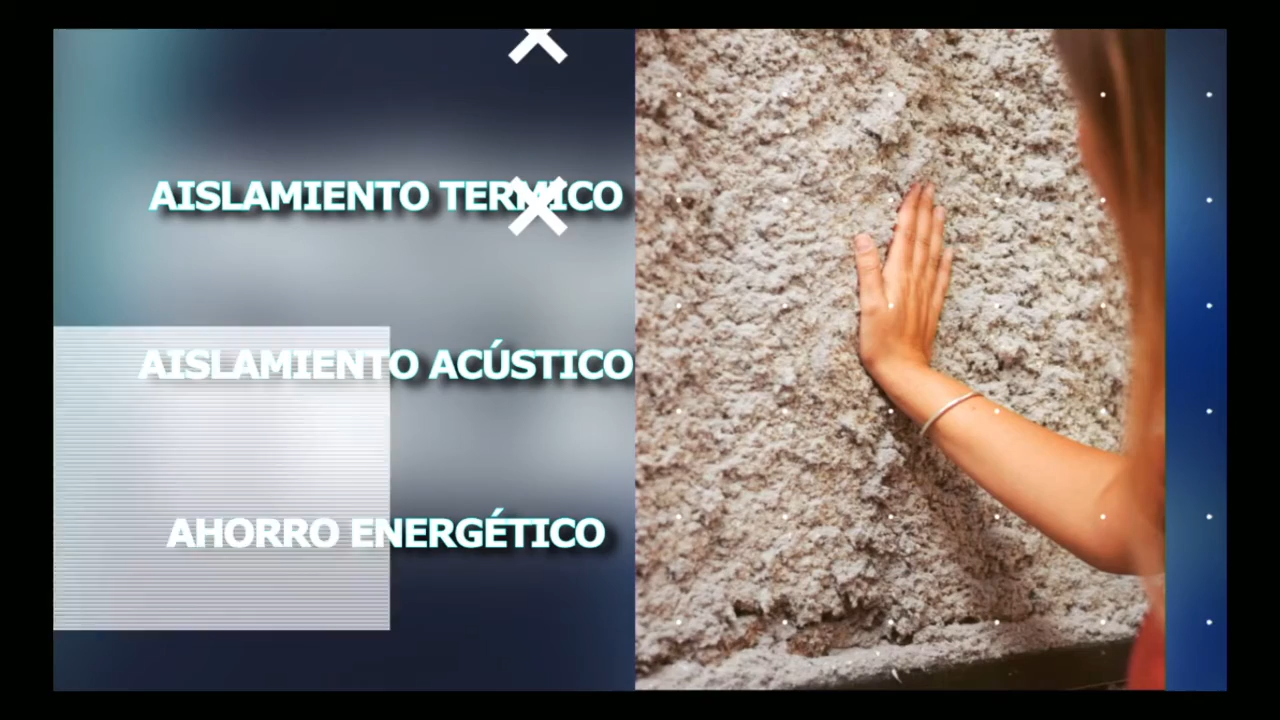 AISLAMIENTO TERMICO
AISLAMIENTO ACÚSTICO
AHORRO ENERGÉTICO